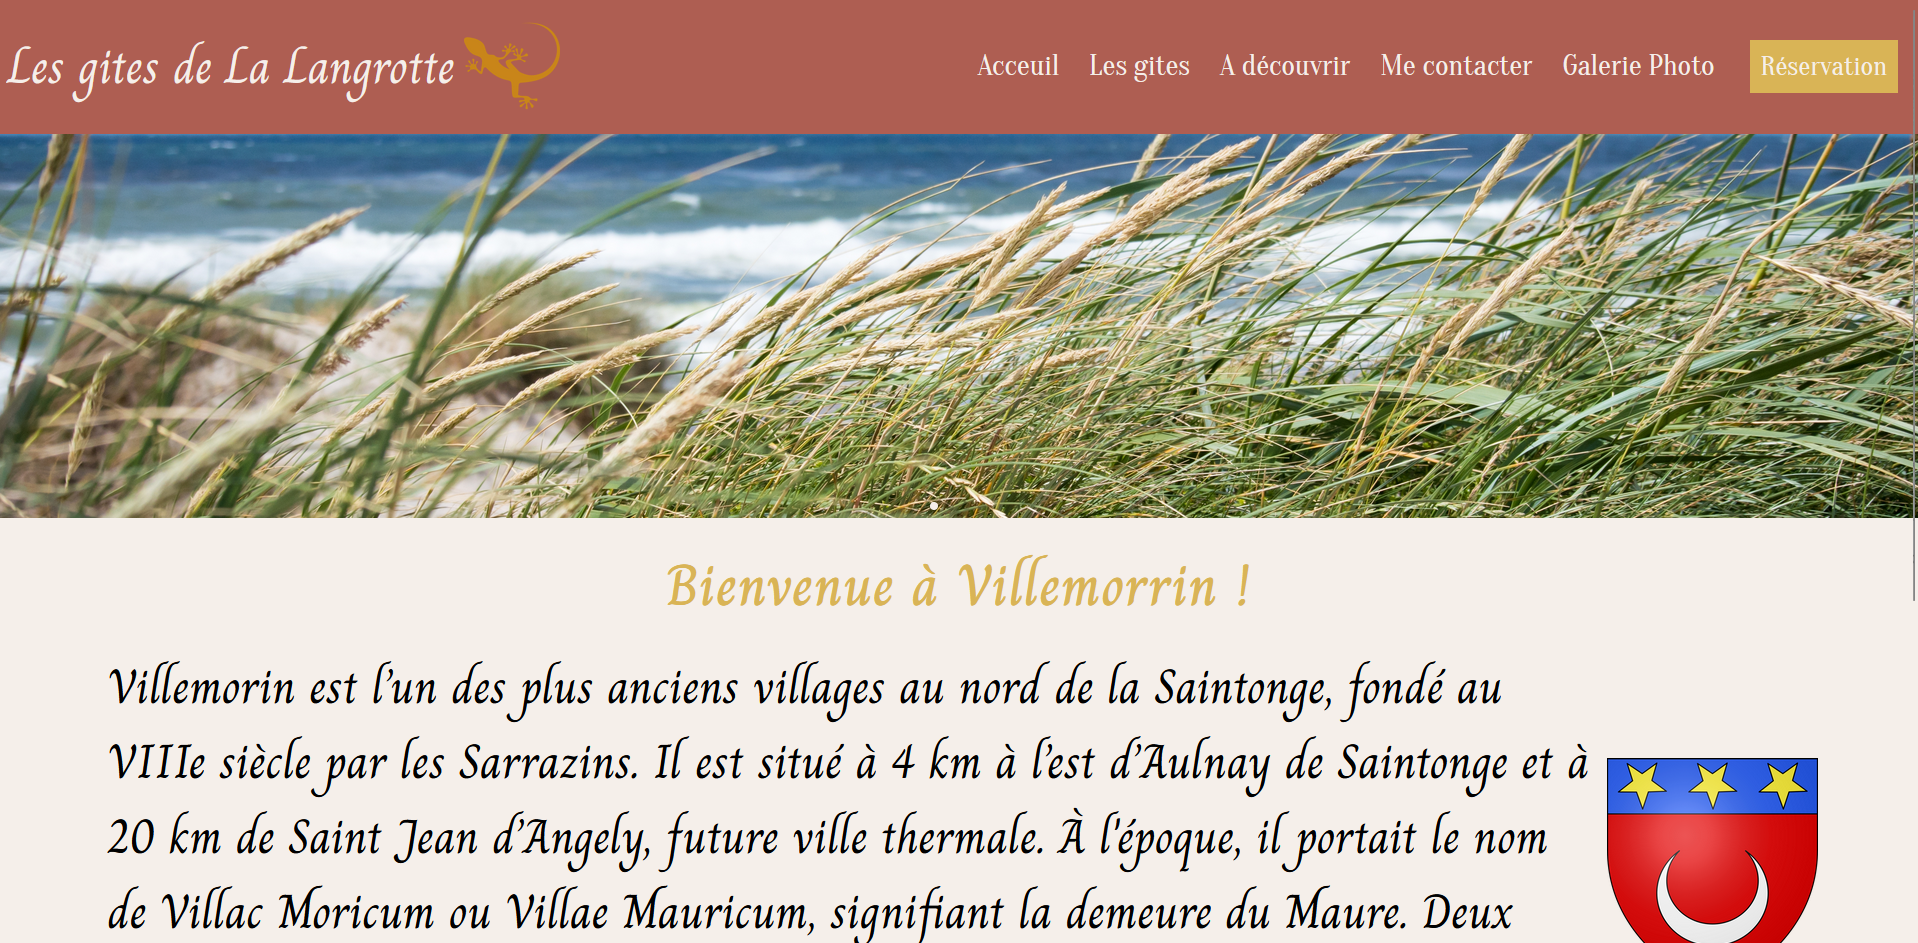 Les gites de La Langrotte
Acceuil Les gites A découvrir Me contacter Galerie Photo Réservation
Bienvenue à Villemorrin !
Villemorin est l'un des plus anciens villages au nord de la Saintonge, fondé au
VIIIe siècle par les Sarrazins. Il est situé à 4 km à l'est d'Aulnay de Saintonge et à
20 km de Saint Jean d'Angely, future ville thermale. À l'époque, il portait le nom
de Villac Moricum ou Villae Mauricum, signifiant la demeure du Maure. Deux